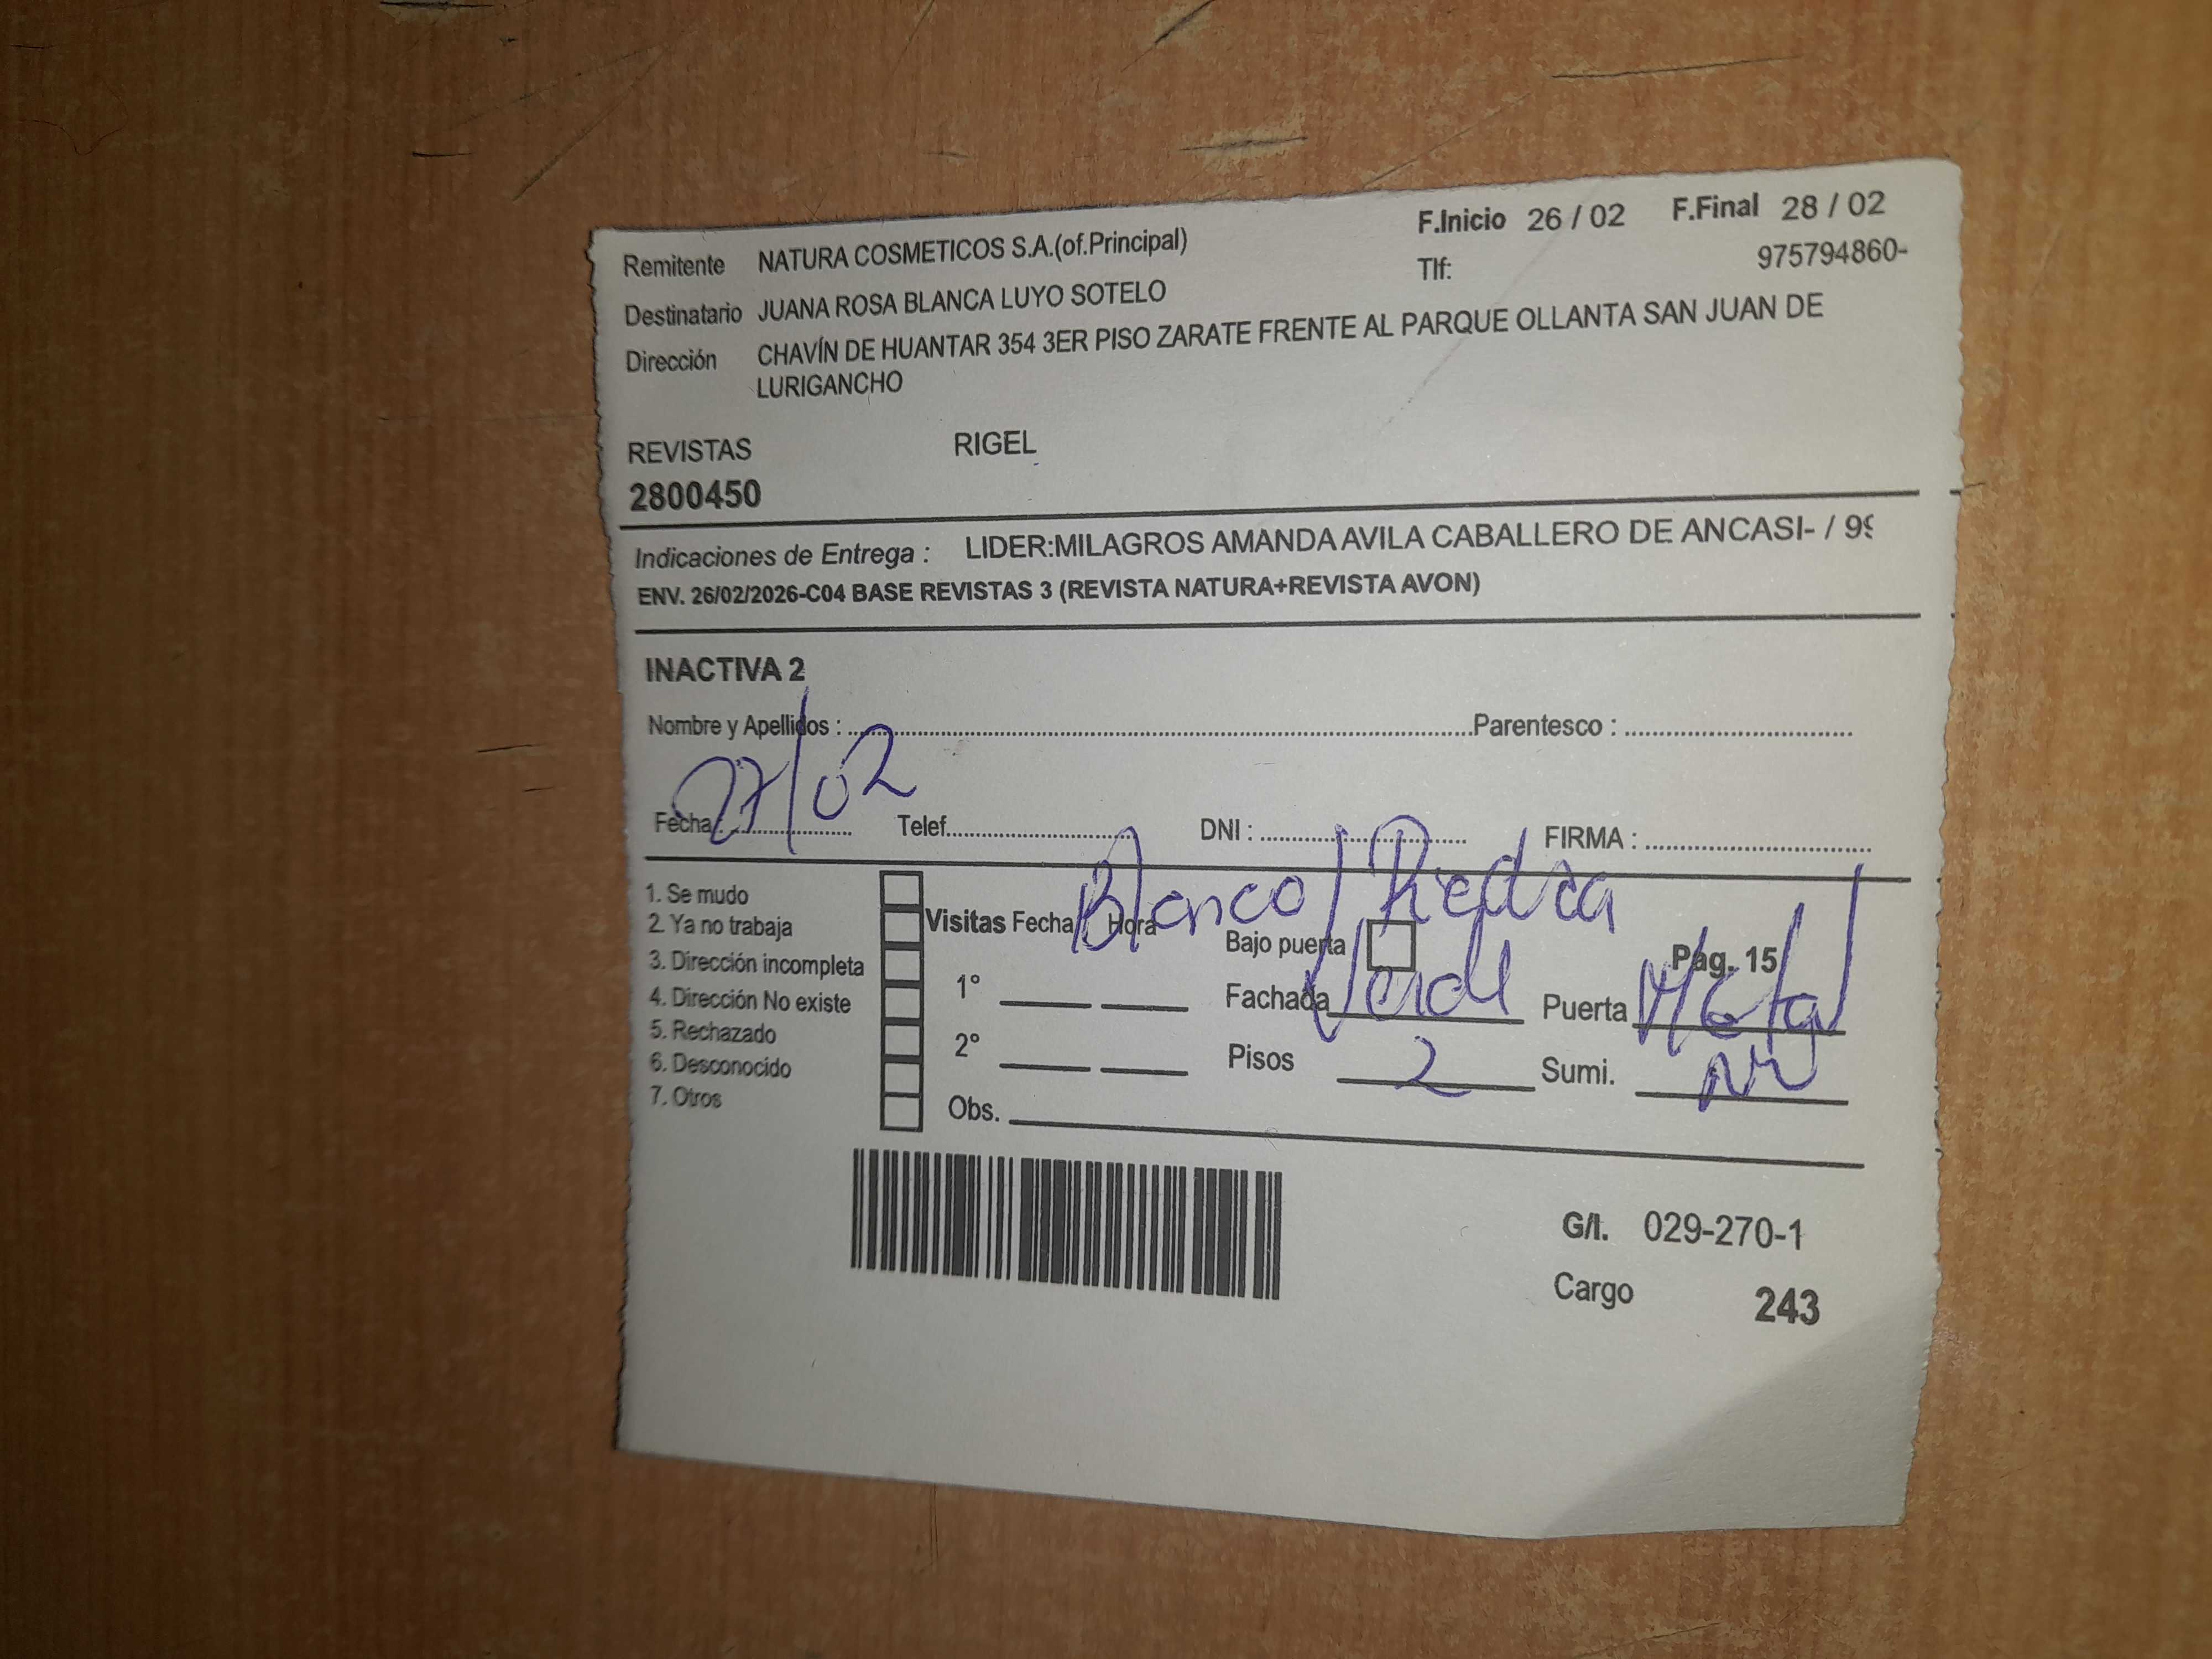 F.Inicio 26 / 02 F.Final 28 / 02
Remitente NATURA COSMETICOS S.A.(of.Principal) Tlf: 975794860-
Destinatario JUANA ROSA BLANCA LUYO SOTELO
Dirección CHAVÍN DE HUANTAR 354 3ER PISO ZARATE FRENTE AL PARQUE OLLANTA SAN JUAN DE
LURIGANCHO
REVISTAS RIGEL
2800450
Indicaciones de Entrega : LIDER:MILAGROS AMANDA AVILA CABALLERO DE ANCASI- / 99
ENV. 26/02/2026-C04 BASE REVISTAS 3 (REVISTA NATURA+REVISTA AVON)
INACTIVA 2
Nombre y Apellidos : Parentesco :
Fecha: 27/02 Telef. DNI : FIRMA :
Blanco / Piedra
1. Se mudo
2. Ya no trabaja
3. Dirección incompleta
4. Dirección No existe
5. Rechazado
6. Desconocido
7. Otros
Visitas Fecha Hora Bajo puerta Pág. 15
1° Fachada Verde Puerta Metal
2° Pisos 2 Sumi.
Obs.
G/I. 029-270-1
Cargo 243